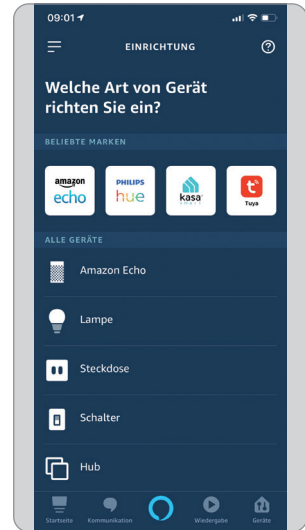 09:01
EINRICHTUNG
?
Welche Art von Gerät
richten Sie ein?
BELIEBTE MARKEN
amazon
echo
PHILIPS
hue
kasa
smart
Tuya
ALLE GERÄTE
Amazon Echo
Lampe
Steckdose
Schalter
Hub
Startseite Kommunikation Wiedergabe Geräte